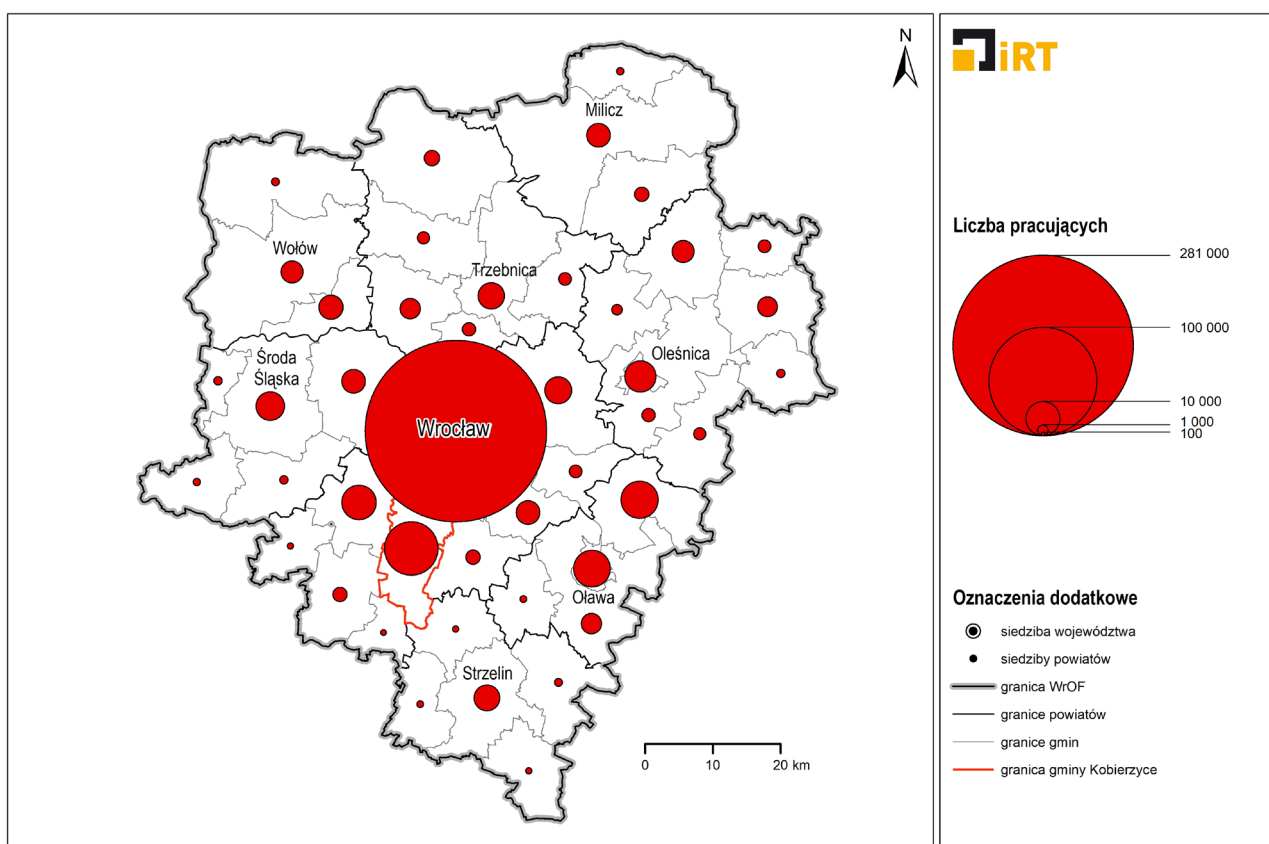 N
Milicz
Wołów
Trzebnica
Środa
Śląska
Oleśnica
Wrocław
Oława
Strzelin
0 10 20 km
iRT
Liczba pracujących
281 000
100 000
10 000
1 000
100
Oznaczenia dodatkowe
siedziba województwa
siedziby powiatów
granica WrOF
granice powiatów
granice gmin
granica gminy Kobierzyce